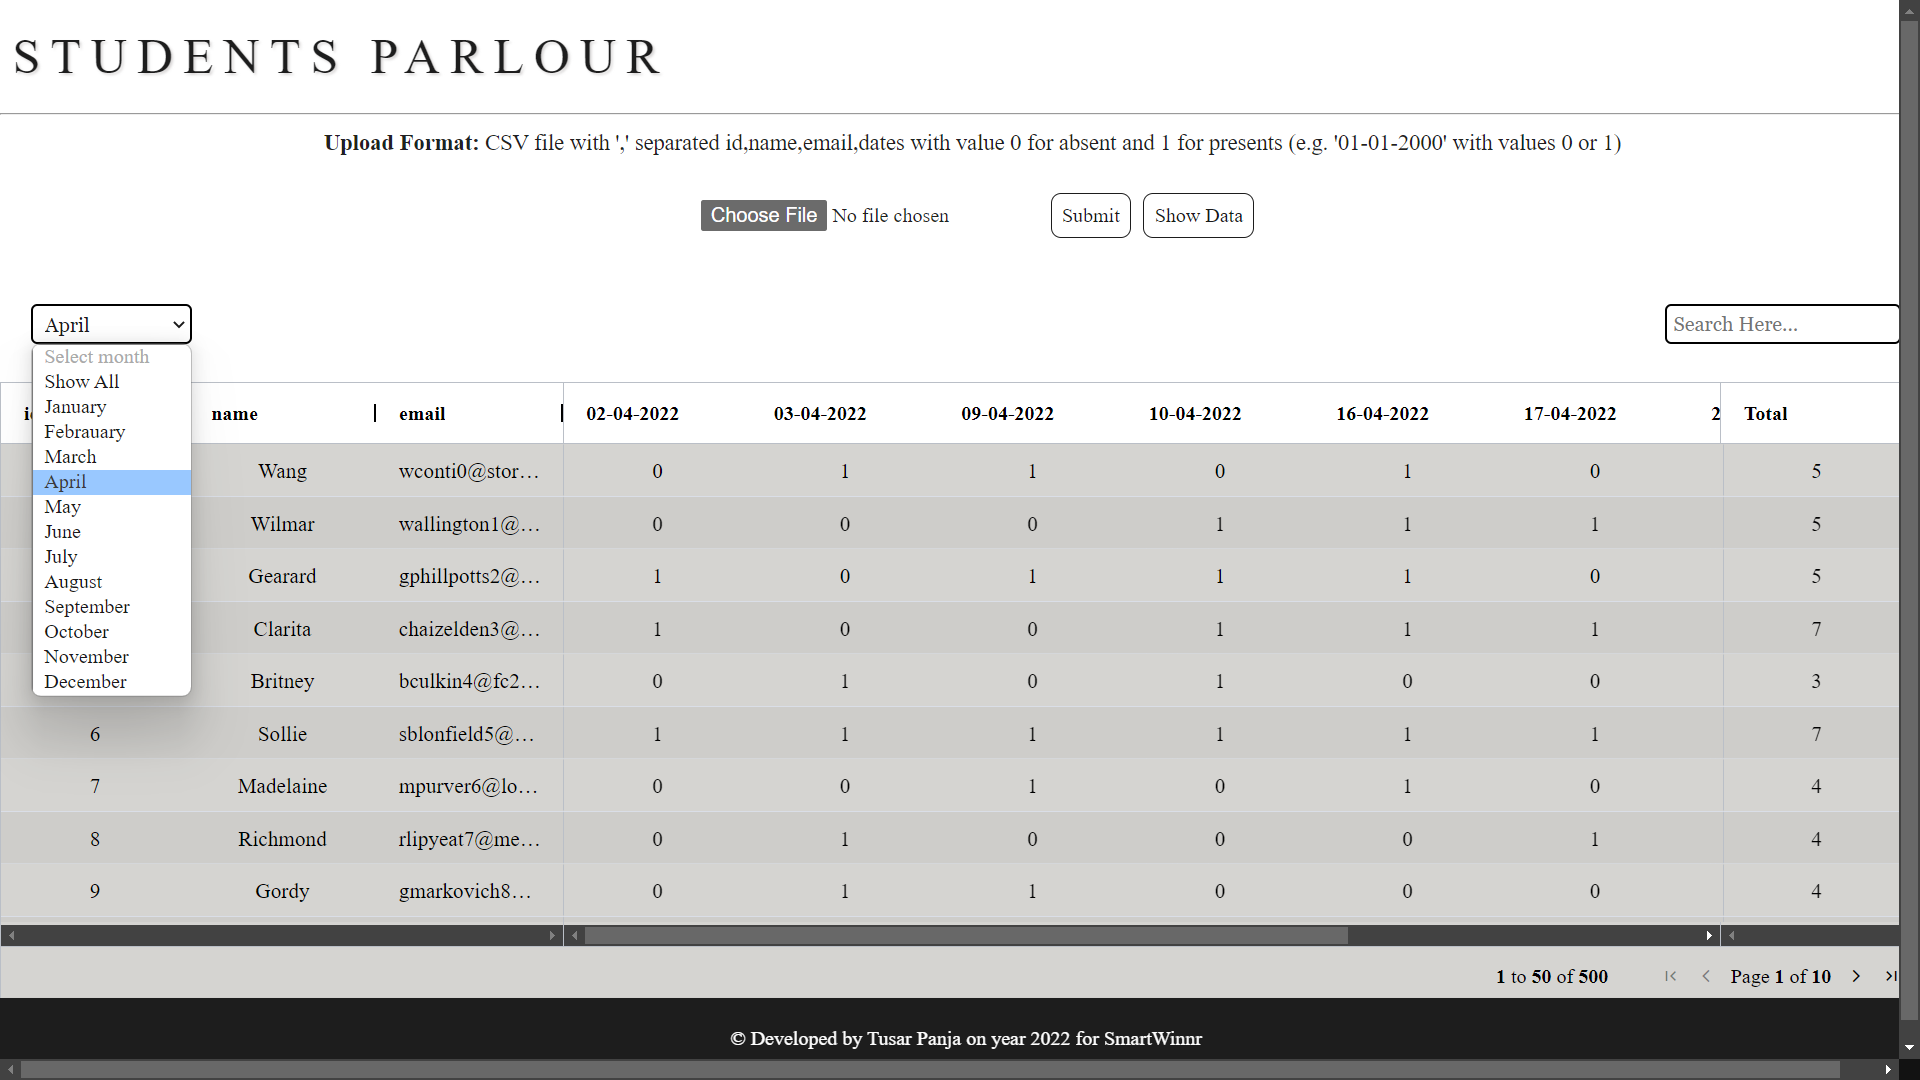 STUDENTS PARLOUR
Upload Format: CSV file with ',' separated id,name,email,dates with value 0 for absent and 1 for presents (e.g. '01-01-2000' with values 0 or 1)
Choose File No file chosen Submit Show Data
April Search Here...
Select month
Show All
January
Febrauary
March
April
May
June
July
August
September
October
November
December
name email 02-04-2022 03-04-2022 09-04-2022 10-04-2022 16-04-2022 17-04-2022 2 Total
Wang wconti0@stor... 0 1 1 0 1 0 5
Wilmar wallington1@... 0 0 0 1 1 1 5
Gearard gphillpotts2@... 1 0 1 1 1 0 5
Clarita chaizelden3@... 1 0 0 1 1 1 7
Britney bculkin4@fc2... 0 1 0 1 0 0 3
6 Sollie sblonfield5@... 1 1 1 1 1 1 7
7 Madelaine mpurver6@lo... 0 0 1 0 1 0 4
8 Richmond rlipyeat7@me... 0 1 0 0 0 1 4
9 Gordy gmarkovich8... 0 1 1 0 0 0 4
1 to 50 of 500 Page 1 of 10
© Developed by Tusar Panja on year 2022 for SmartWinnr